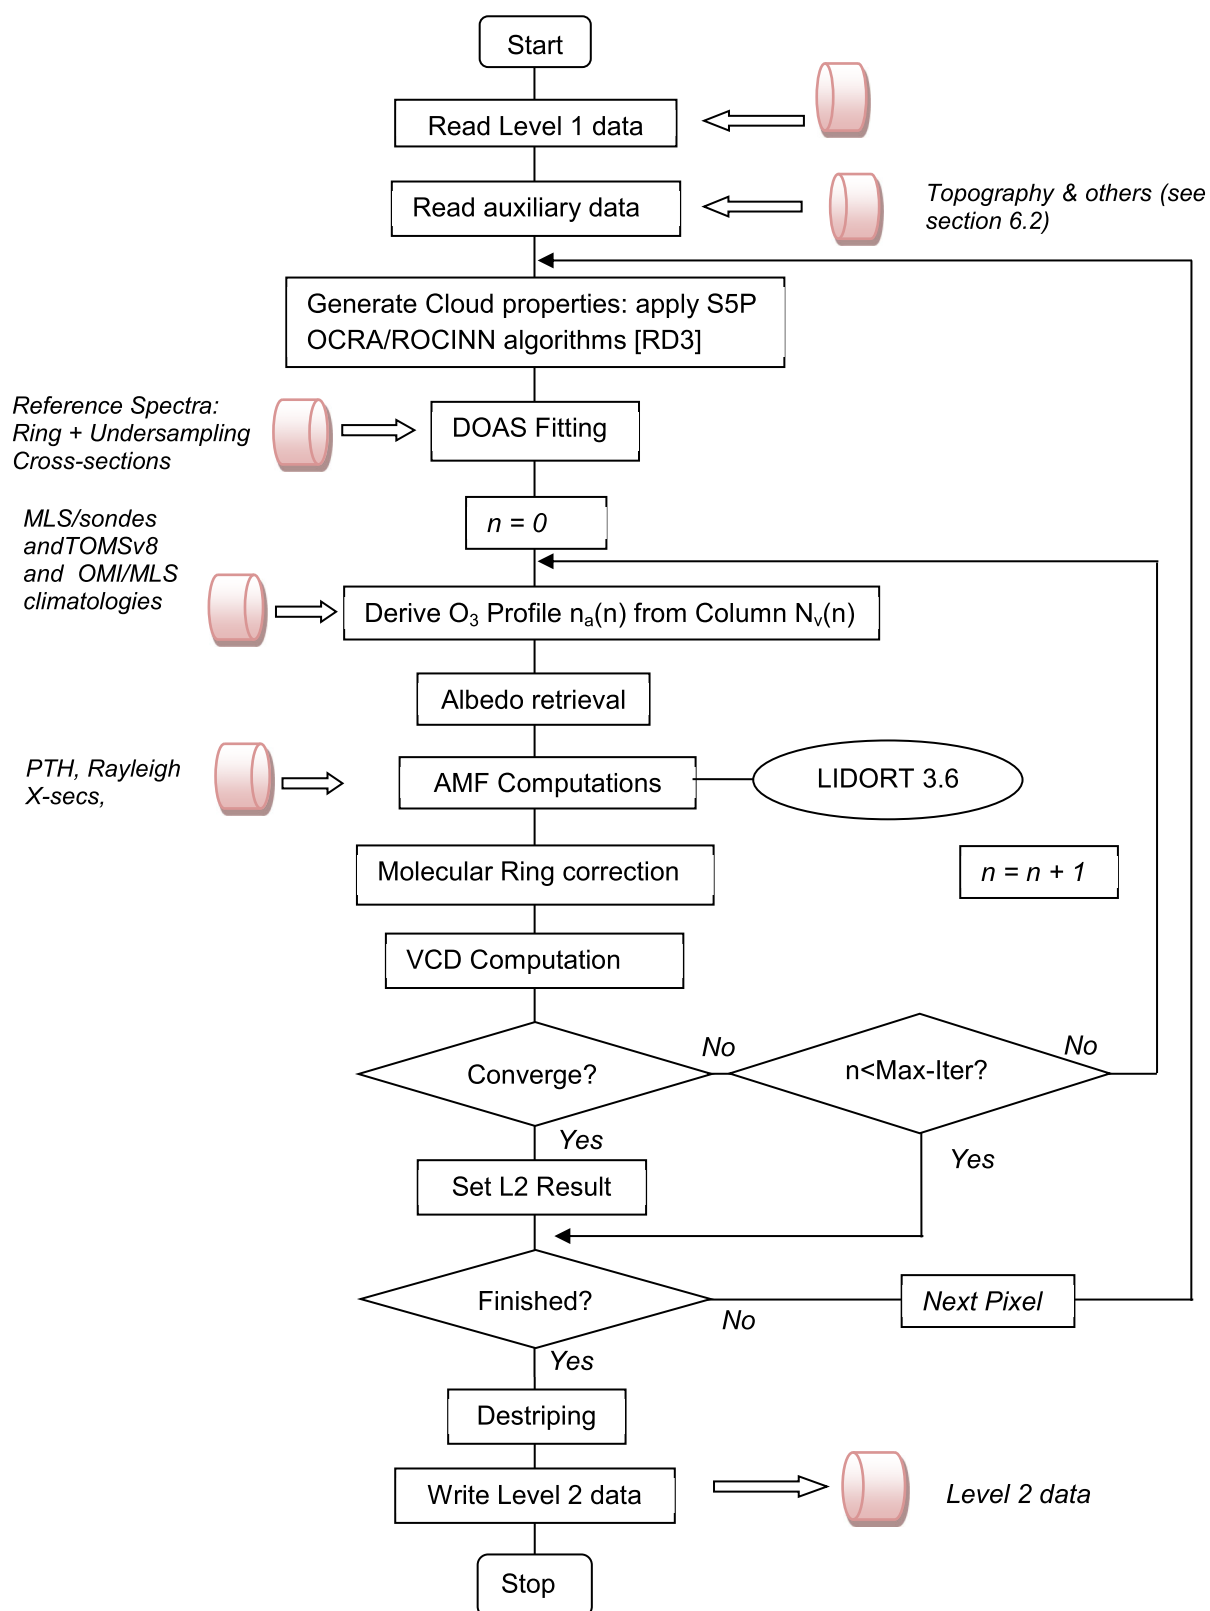 Start
Read Level 1 data
Read auxiliary data
Topography & others (see
section 6.2)
Generate Cloud properties: apply S5P
OCRA/ROCINN algorithms [RD3]
Reference Spectra:
Ring + Undersampling
Cross-sections
DOAS Fitting
n = 0
MLS/sondes
andTOMSv8
and OMI/MLS
climatologies
Derive O₃ Profile nₐ(n) from Column Nᵥ(n)
Albedo retrieval
PTH, Rayleigh
X-secs,
AMF Computations
LIDORT 3.6
Molecular Ring correction
n = n + 1
VCD Computation
Converge?
No
n<Max-Iter?
No
Yes
Yes
Set L2 Result
Finished?
No
Next Pixel
Yes
Destriping
Write Level 2 data
Level 2 data
Stop